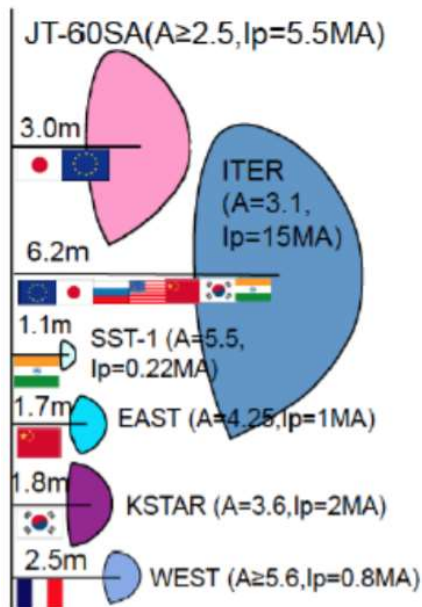 JT-60SA(A≥2.5,Ip=5.5MA)
3.0m
ITER
(A=3.1,
Ip=15MA)
6.2m
1.1m
SST-1 (A=5.5,
Ip=0.22MA)
1.7m
EAST (A=4.25,Ip=1MA)
1.8m
KSTAR (A=3.6,Ip=2MA)
2.5m
WEST (A≥5.6,Ip=0.8MA)